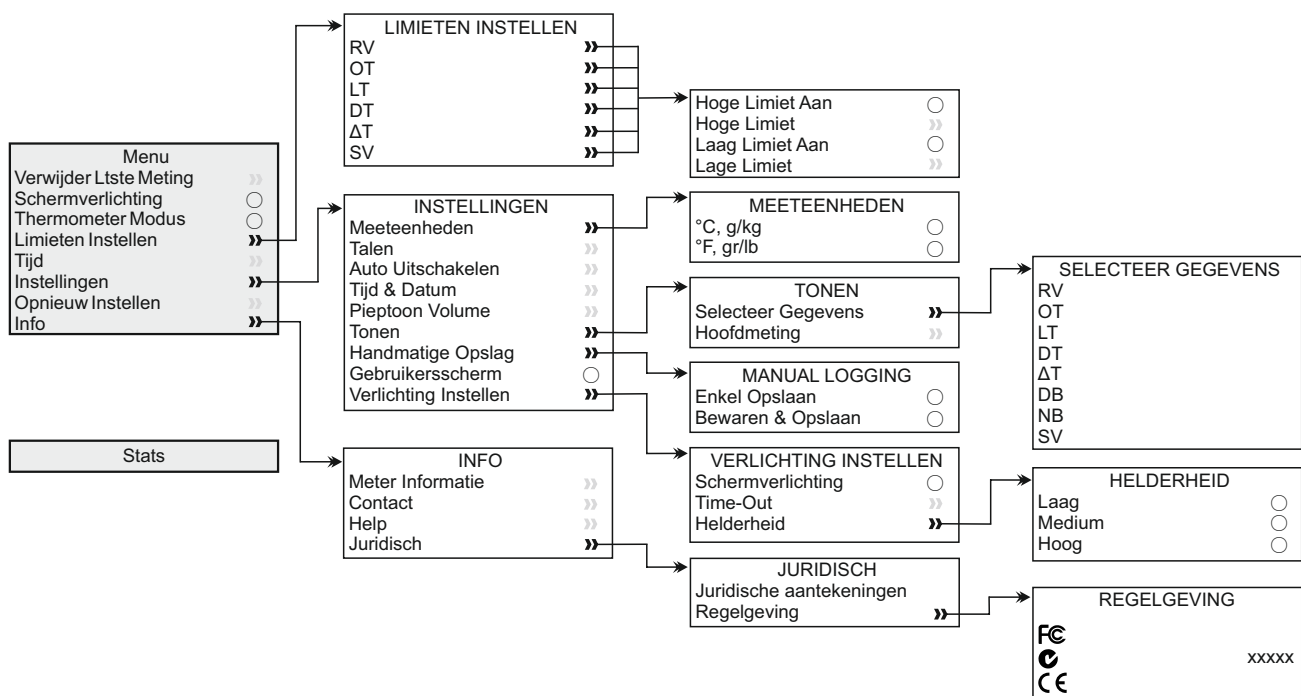 Menu
Verwijder Ltste Meting
Schermverlichting
Thermometer Modus
Limieten Instellen
Tijd
Instellingen
Opnieuw Instellen
Info
Stats
LIMIETEN INSTELLEN
RV
OT
LT
DT
ΔT
SV
Hoge Limiet Aan
Hoge Limiet
Laag Limiet Aan
Lage Limiet
INSTELLINGEN
Meeteenheden
Talen
Auto Uitschakelen
Tijd & Datum
Pieptoon Volume
Tonen
Handmatige Opslag
Gebruikersscherm
Verlichting Instellen
MEETEENHEDEN
°C, g/kg
°F, gr/lb
TONEN
Selecteer Gegevens
Hoofdmeting
SELECTEER GEGEVENS
RV
OT
LT
DT
ΔT
DB
NB
SV
MANUAL LOGGING
Enkel Opslaan
Bewaren & Opslaan
VERLICHTING INSTELLEN
Schermverlichting
Time-Out
Helderheid
HELDERHEID
Laag
Medium
Hoog
INFO
Meter Informatie
Contact
Help
Juridisch
JURIDISCH
Juridische aantekeningen
Regelgeving
REGELGEVING
FC
xxxxx
CE